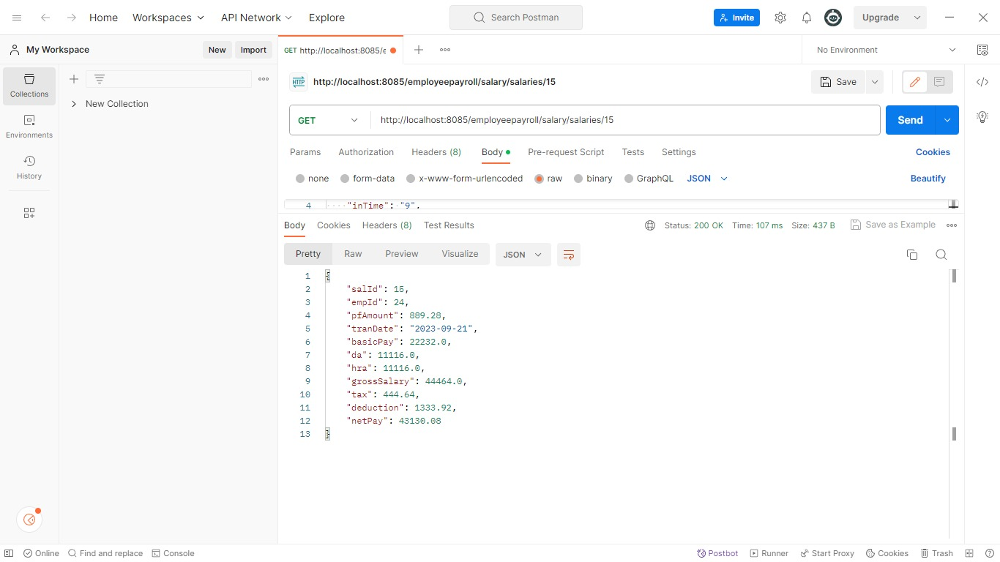 Home Workspaces API Network Explore Search Postman Invite Upgrade
My Workspace New Import GET http://localhost:8085/e No Environment
http://localhost:8085/employeepayroll/salary/salaries/15 Save
Collections
New Collection
GET http://localhost:8085/employeepayroll/salary/salaries/15 Send
Environments
Params Authorization Headers (8) Body Pre-request Script Tests Settings Cookies
History
none form-data x-www-form-urlencoded raw binary GraphQL JSON Beautify
4 "inTime": "9",
Body Cookies Headers (8) Test Results Status: 200 OK Time: 107 ms Size: 437 B Save as Example
Pretty Raw Preview Visualize JSON
1 {
2 "salId": 15,
3 "empId": 24,
4 "pfAmount": 889.28,
5 "tranDate": "2023-09-21",
6 "basicPay": 22232.0,
7 "da": 11116.0,
8 "hra": 11116.0,
9 "grossSalary": 44464.0,
10 "tax": 444.64,
11 "deduction": 1333.92,
12 "netPay": 43130.08
13 }
Online Find and replace Console Postbot Runner Start Proxy Cookies Trash